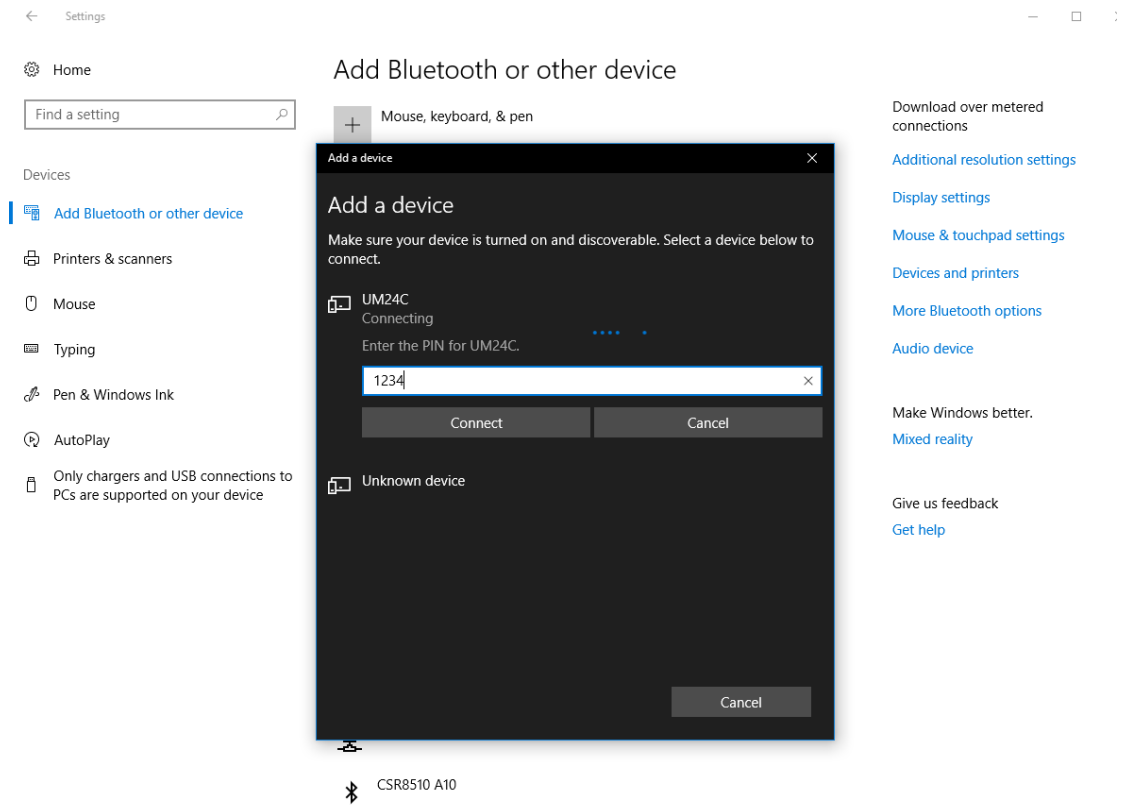 Settings
Home
Find a setting
Devices
Add Bluetooth or other device
Printers & scanners
Mouse
Typing
Pen & Windows Ink
AutoPlay
Only chargers and USB connections to
PCs are supported on your device
Add Bluetooth or other device
Mouse, keyboard, & pen
Add a device
Add a device
Make sure your device is turned on and discoverable. Select a device below to
connect.
UM24C
Connecting
Enter the PIN for UM24C.
1234
Connect
Cancel
Unknown device
Cancel
CSR8510 A10
Download over metered
connections
Additional resolution settings
Display settings
Mouse & touchpad settings
Devices and printers
More Bluetooth options
Audio device
Make Windows better.
Mixed reality
Give us feedback
Get help